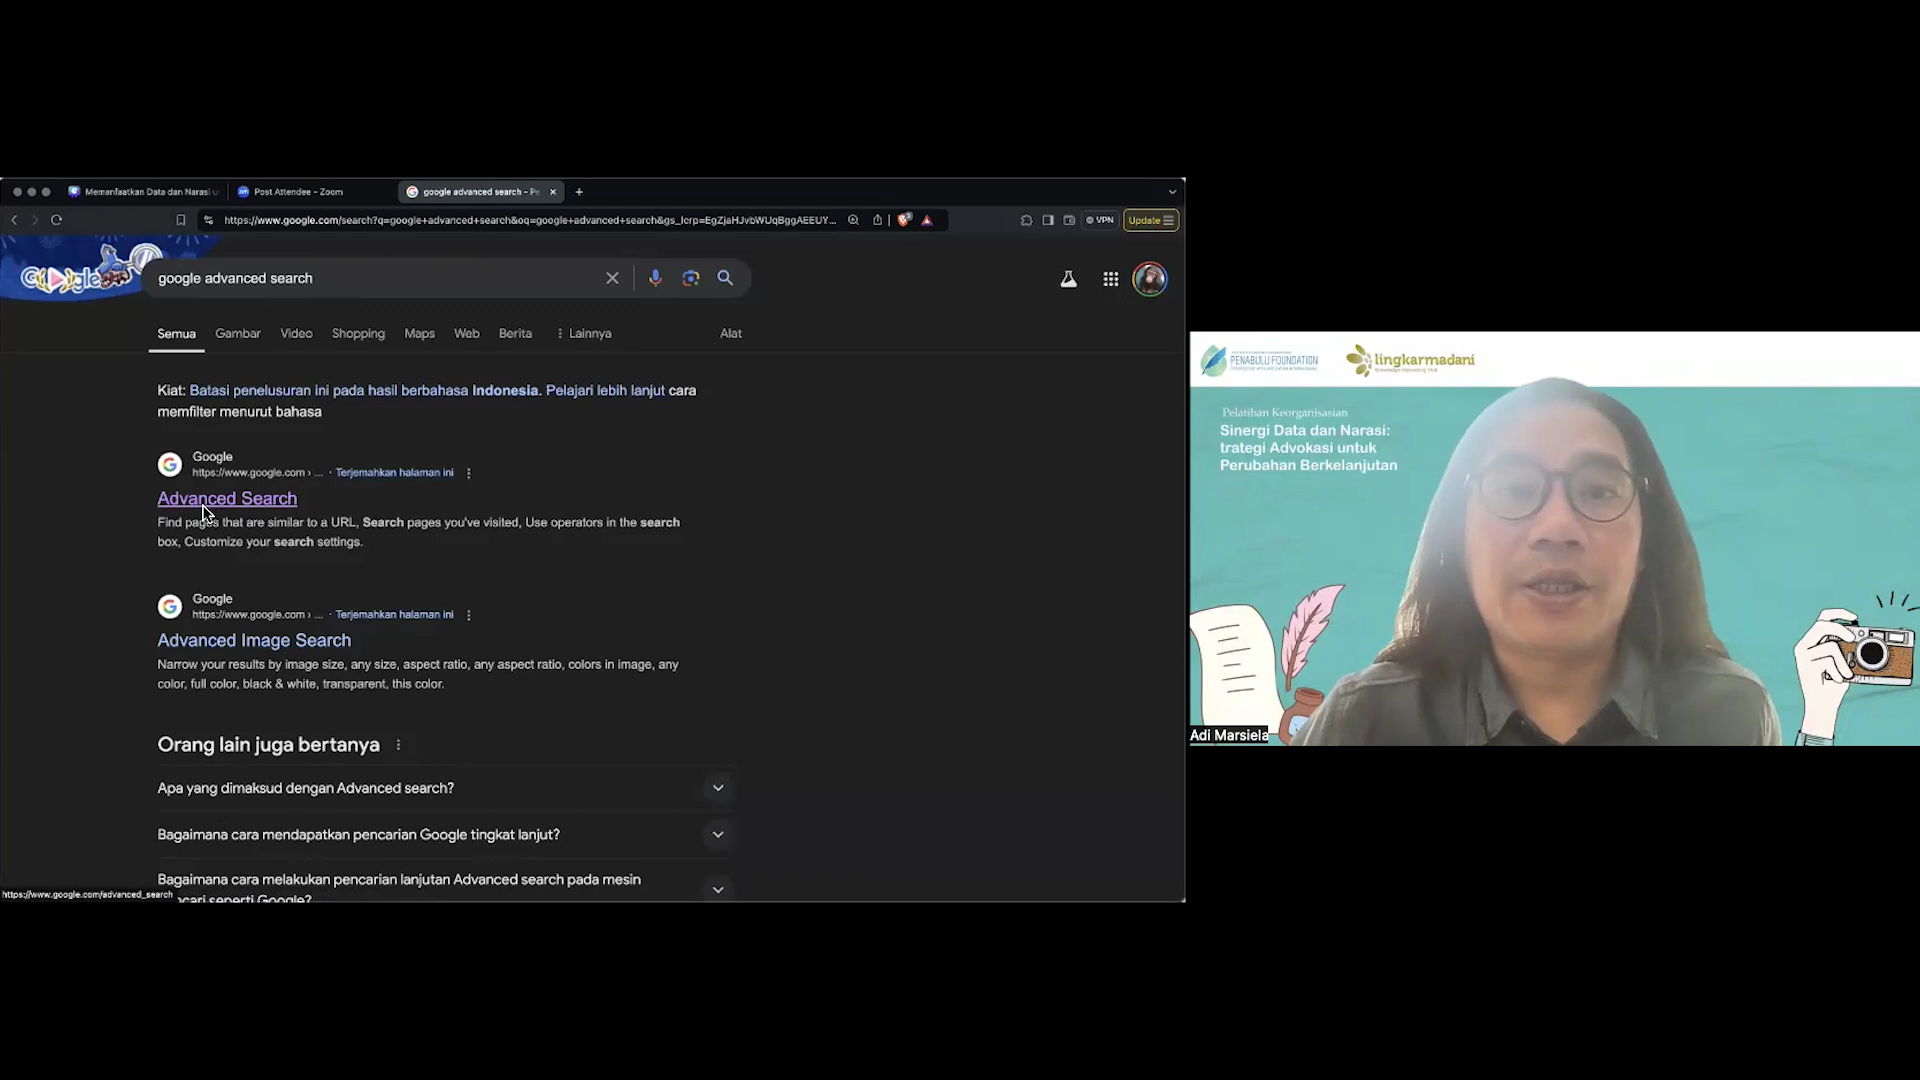 Memanfaatkan Data dan Narasi u
Post Attendee - Zoom
google advanced search - Pe
https://www.google.com/search?q=google+advanced+search&oq=google+advanced+search&gs_lcrp=EgZjaHJvbWUqBggAEEUY...
VPN
Update
Google
google advanced search
Semua
Gambar
Video
Shopping
Maps
Web
Berita
Lainnya
Alat
Kiat: Batasi penelusuran ini pada hasil berbahasa Indonesia. Pelajari lebih lanjut cara
memfilter menurut bahasa
Google
https://www.google.com › ... · Terjemahkan halaman ini
Advanced Search
Find pages that are similar to a URL, Search pages you've visited, Use operators in the search
box, Customize your search settings.
Google
https://www.google.com › ... · Terjemahkan halaman ini
Advanced Image Search
Narrow your results by image size, any size, aspect ratio, any aspect ratio, colors in image, any
color, full color, black & white, transparent, this color.
Orang lain juga bertanya
Apa yang dimaksud dengan Advanced search?
Bagaimana cara mendapatkan pencarian Google tingkat lanjut?
Bagaimana cara melakukan pencarian lanjutan Advanced search pada mesin
cari seperti Google?
https://www.google.com/advanced_search
PENABULU FOUNDATION
lingkarmadani
Knowledge Harvesting Hub
Pelatihan Keorganisasian
Sinergi Data dan Narasi:
trategi Advokasi untuk
Perubahan Berkelanjutan
Adi Marsiela